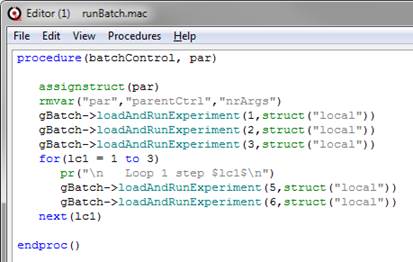 Editor (1) runBatch.mac
File Edit View Procedures Help
procedure(batchControl, par)
assignstruct(par)
rmvar("par","parentCtrl","nrArgs")
gBatch->loadAndRunExperiment(1,struct("local"))
gBatch->loadAndRunExperiment(2,struct("local"))
gBatch->loadAndRunExperiment(3,struct("local"))
for(lc1 = 1 to 3)
pr("\n   Loop 1 step $lc1$\n")
gBatch->loadAndRunExperiment(5,struct("local"))
gBatch->loadAndRunExperiment(6,struct("local"))
next(lc1)
endproc()